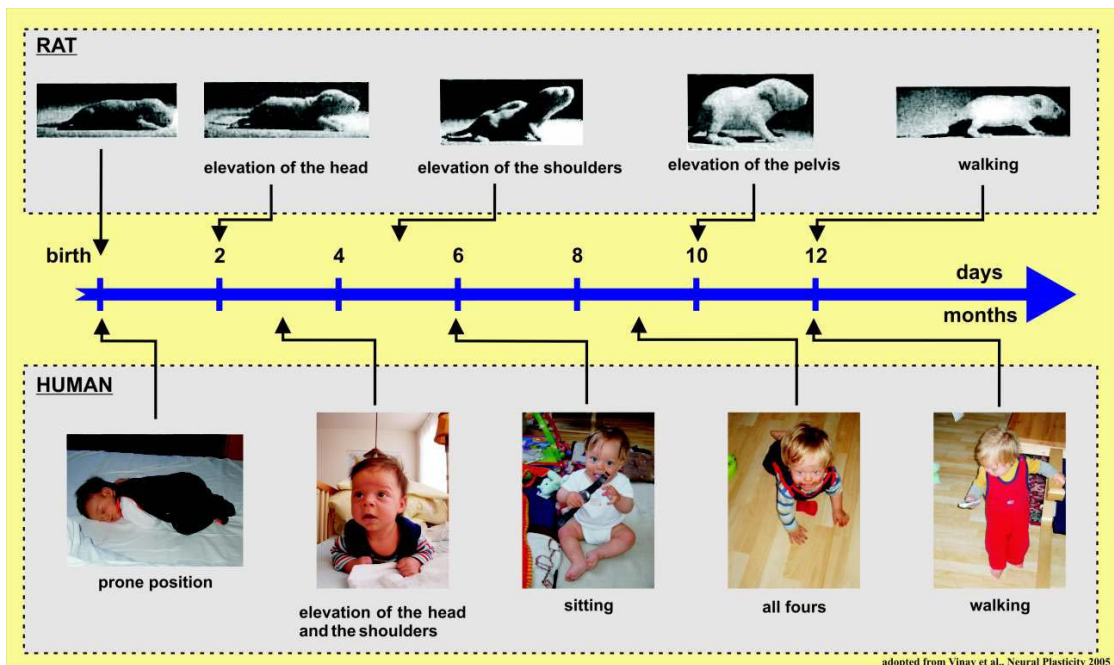 RAT
elevation of the head
elevation of the shoulders
elevation of the pelvis
walking
birth 2 4 6 8 10 12
days
months
HUMAN
prone position
elevation of the head
and the shoulders
sitting
all fours
walking
adopted from Vinay et al., Neural Plasticity 2005